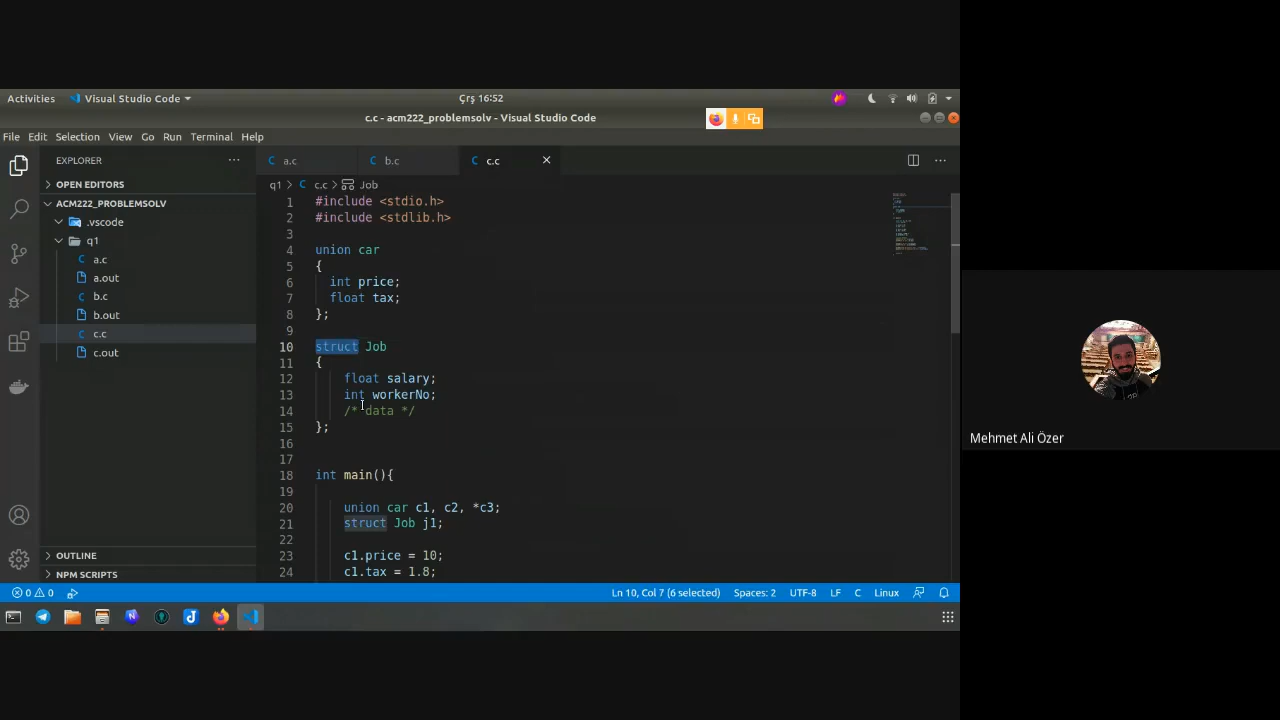 Activities
Visual Studio Code
Çrş 16:52
c.c - acm222_problemsolv - Visual Studio Code
File Edit Selection View Go Run Terminal Help
EXPLORER
OPEN EDITORS
ACM222_PROBLEMSOLV
.vscode
q1
C a.c
a.out
C b.c
b.out
C c.c
c.out
OUTLINE
NPM SCRIPTS
C a.c
C b.c
C c.c
q1 > C c.c > Job
1 #include <stdio.h>
2 #include <stdlib.h>
3
4 union car
5 {
6 int price;
7 float tax;
8 };
9
10 struct Job
11 {
12 float salary;
13 int workerNo;
14 /* data */
15 };
16
17
18 int main(){
19
20 union car c1, c2, *c3;
21 struct Job j1;
22
23 c1.price = 10;
24 c1.tax = 1.8;
0 0
Ln 10, Col 7 (6 selected) Spaces: 2 UTF-8 LF C Linux
Mehmet Ali Özer